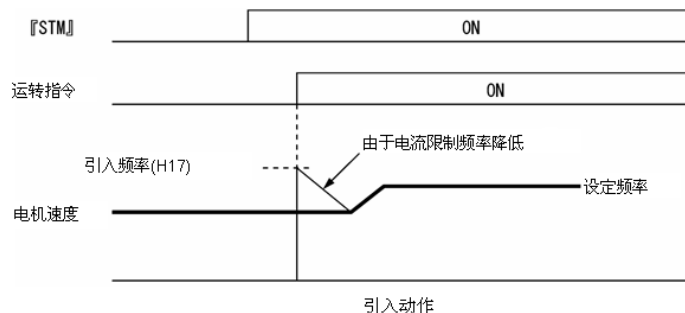 『STM』
ON
运转指令
ON
由于电流限制频率降低
引入频率(H17)
设定频率
电机速度
引入动作